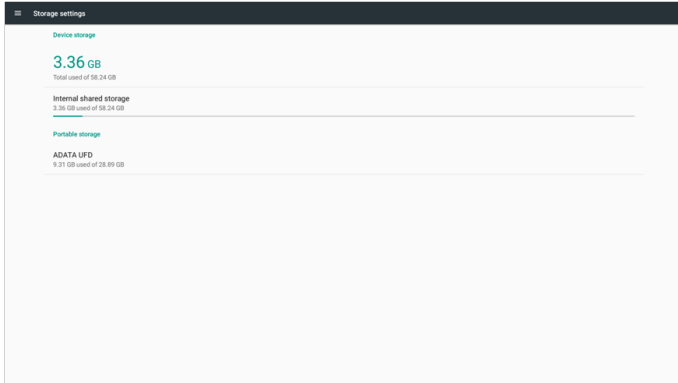 Storage settings
Device storage
3.36 GB
Total used of 58.24 GB
Internal shared storage
3.36 GB used of 58.24 GB
Portable storage
ADATA UFD
9.31 GB used of 28.89 GB